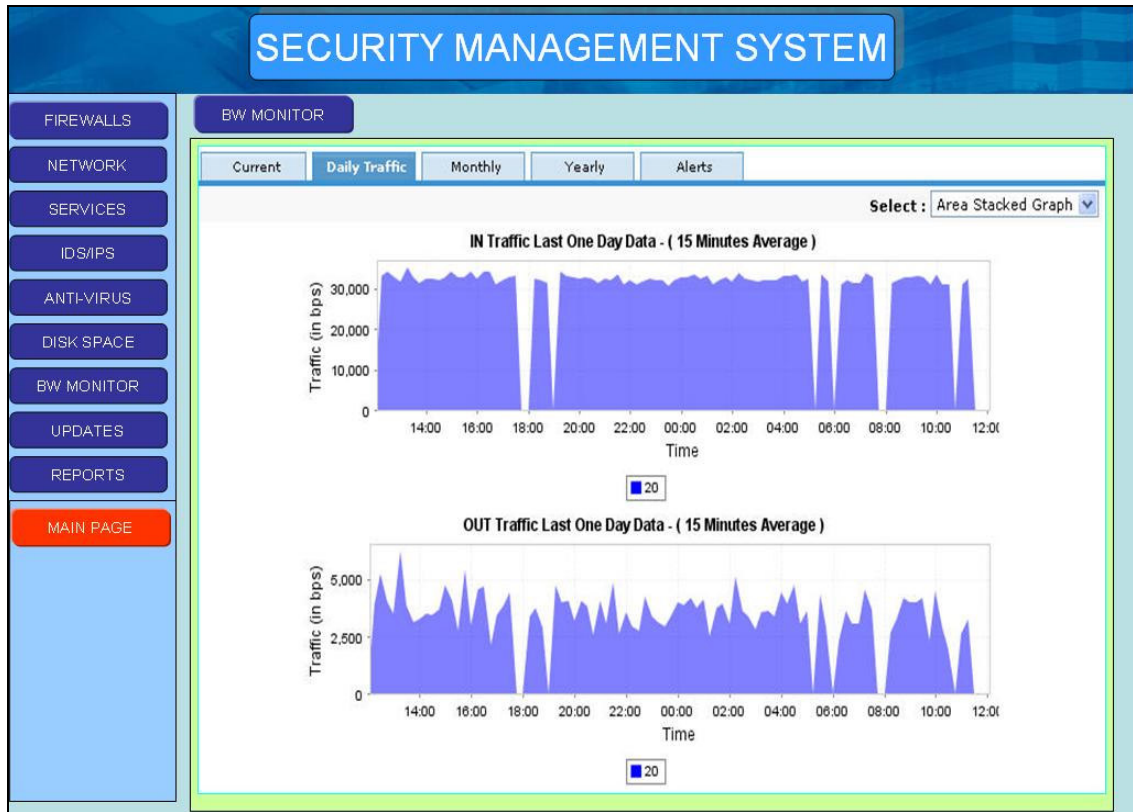 SECURITY MANAGEMENT SYSTEM
FIREWALLS
NETWORK
SERVICES
IDS/IPS
ANTI-VIRUS
DISK SPACE
BW MONITOR
UPDATES
REPORTS
MAIN PAGE
BW MONITOR
Current Daily Traffic Monthly Yearly Alerts
Select : Area Stacked Graph
IN Traffic Last One Day Data - ( 15 Minutes Average )
Traffic (in bps)
30,000
20,000
10,000
0
14:00 16:00 18:00 20:00 22:00 00:00 02:00 04:00 06:00 08:00 10:00 12:00
Time
20
OUT Traffic Last One Day Data - ( 15 Minutes Average )
Traffic (in bps)
5,000
2,500
0
14:00 16:00 18:00 20:00 22:00 00:00 02:00 04:00 06:00 08:00 10:00 12:00
Time
20